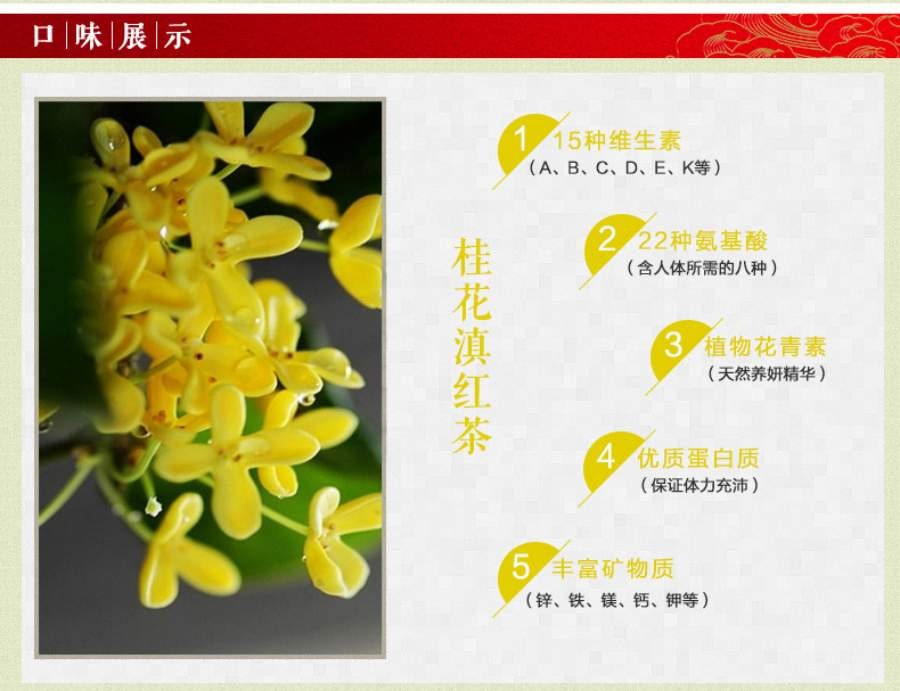 口味展示
桂花滇红茶
1 15种维生素
（A、B、C、D、E、K等）
2 22种氨基酸
（含人体所需的八种）
3 植物花青素
（天然养妍精华）
4 优质蛋白质
（保证体力充沛）
5 丰富矿物质
（锌、铁、镁、钙、钾等）